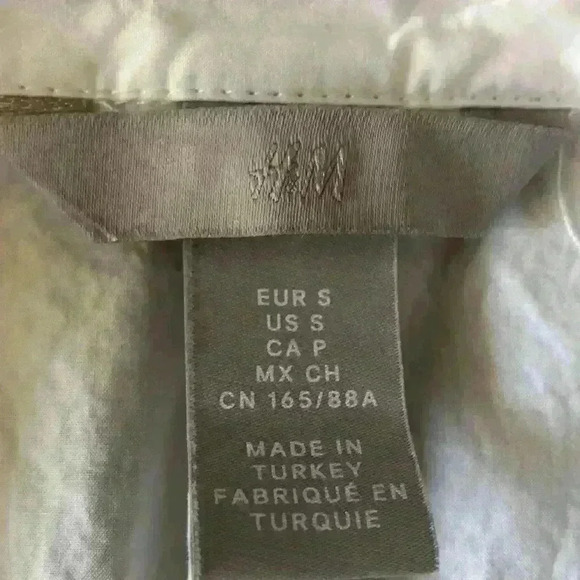 H&M
EUR S
US S
CA P
MX CH
CN 165/88A
MADE IN
TURKEY
FABRIQUÉ EN
TURQUIE